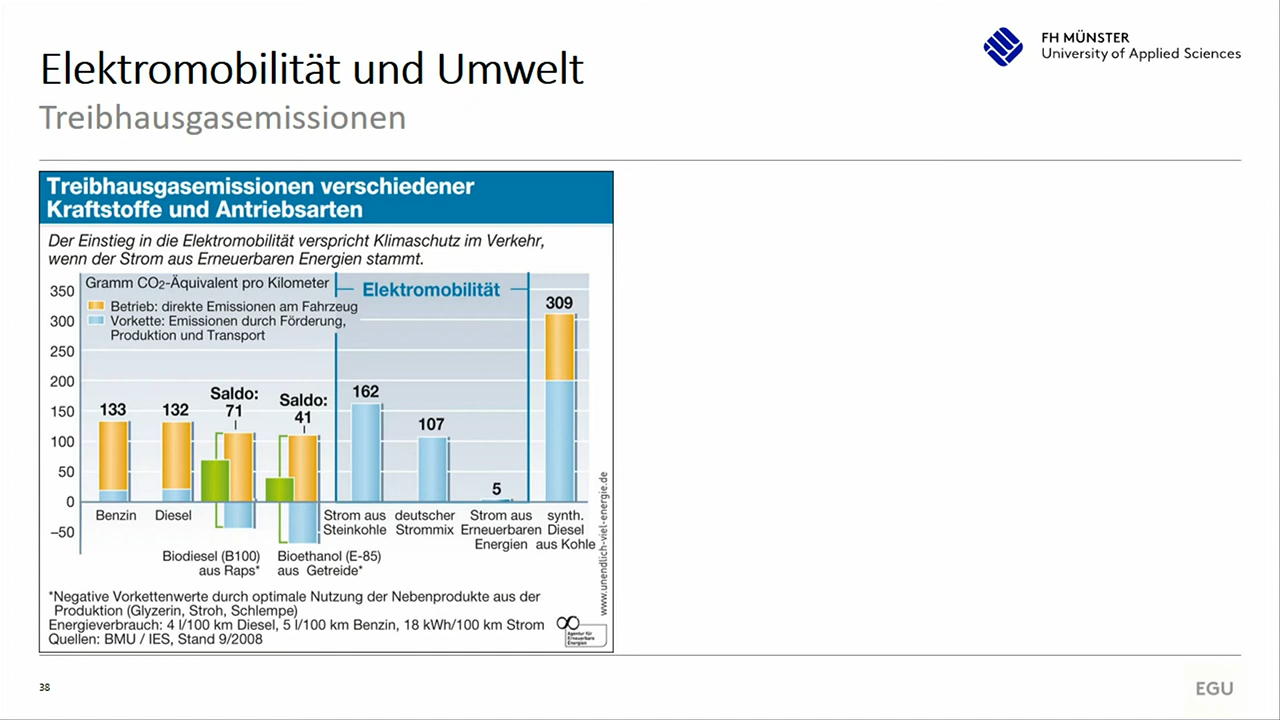 Elektromobilität und Umwelt
Treibhausgasemissionen
FH MÜNSTER
University of Applied Sciences
Treibhausgasemissionen verschiedener
Kraftstoffe und Antriebsarten
Der Einstieg in die Elektromobilität verspricht Klimaschutz im Verkehr,
wenn der Strom aus Erneuerbaren Energien stammt.
Gramm CO2-Äquivalent pro Kilometer
Betrieb: direkte Emissionen am Fahrzeug
Vorkette: Emissionen durch Förderung,
Produktion und Transport
Elektromobilität
350
300
250
200
150
100
50
0
–50
133
132
Saldo:
71
Saldo:
41
162
107
5
309
Benzin
Diesel
Biodiesel (B100)
aus Raps*
Bioethanol (E-85)
aus Getreide*
Strom aus
Steinkohle
deutscher
Strommix
Strom aus
Erneuerbaren
Energien
synth.
Diesel
aus Kohle
www.unendlich-viel-energie.de
*Negative Vorkettenwerte durch optimale Nutzung der Nebenprodukte aus der
Produktion (Glyzerin, Stroh, Schlempe)
Energieverbrauch: 4 l/100 km Diesel, 5 l/100 km Benzin, 18 kWh/100 km Strom
Quellen: BMU / IES, Stand 9/2008
Agentur für
Erneuerbare
Energien
38
EGU